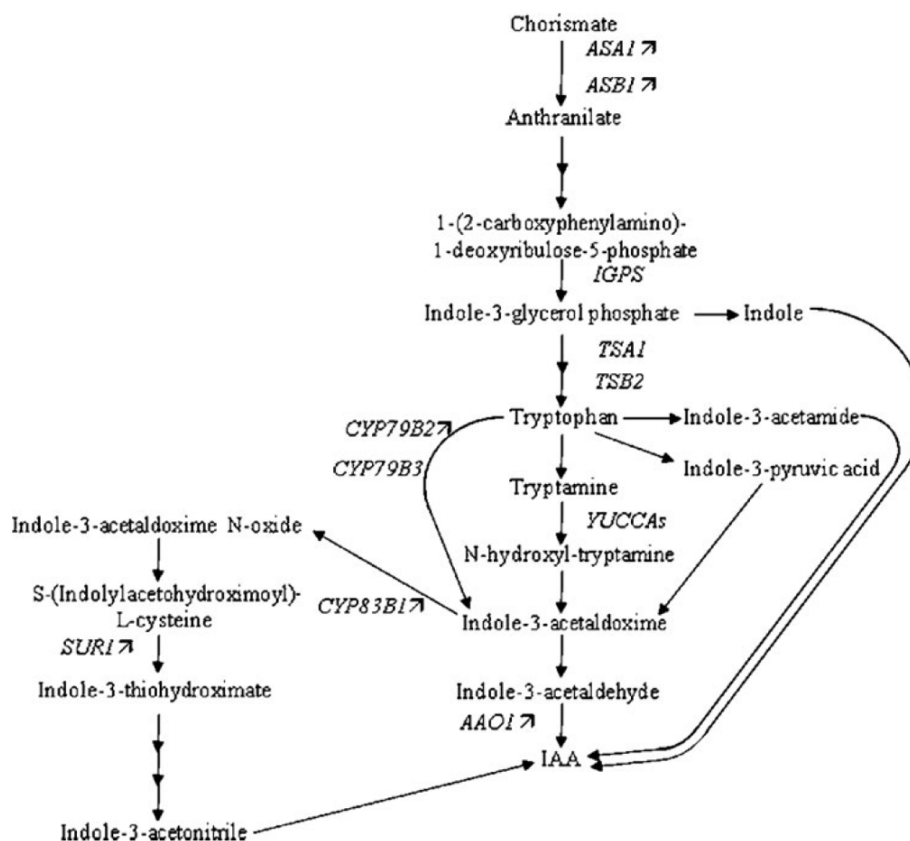 Chorismate
ASA1↗
ASB1↗
Anthranilate
1-(2-carboxyphenylamino)-
1-deoxyribulose-5-phosphate
IGPS
Indole-3-glycerol phosphate
Indole
TSA1
TSB2
Tryptophan
Indole-3-acetamide
CYP79B2↗
CYP79B3
Indole-3-pyruvic acid
Tryptamine
YUCCAs
Indole-3-acetaldoxime N-oxide
N-hydroxyl-tryptamine
S-(Indolylacetohydroximoyl)-
L-cysteine
CYP83B1↗
Indole-3-acetaldoxime
SUR1↗
Indole-3-thiohydroximate
Indole-3-acetaldehyde
AAO1↗
IAA
Indole-3-acetonitrile